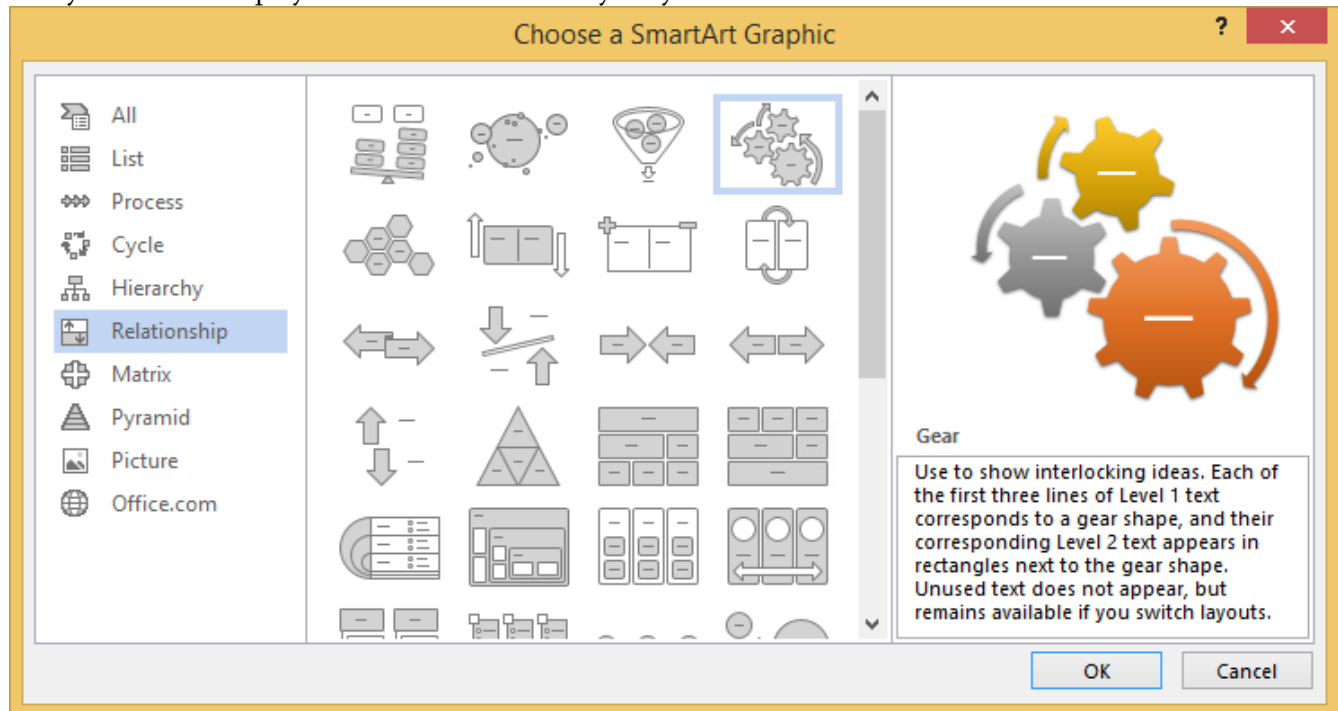 Choose a SmartArt Graphic
?
All
List
Process
Cycle
Hierarchy
Relationship
Matrix
Pyramid
Picture
Office.com
Gear
Use to show interlocking ideas. Each of
the first three lines of Level 1 text
corresponds to a gear shape, and their
corresponding Level 2 text appears in
rectangles next to the gear shape.
Unused text does not appear, but
remains available if you switch layouts.
OK
Cancel